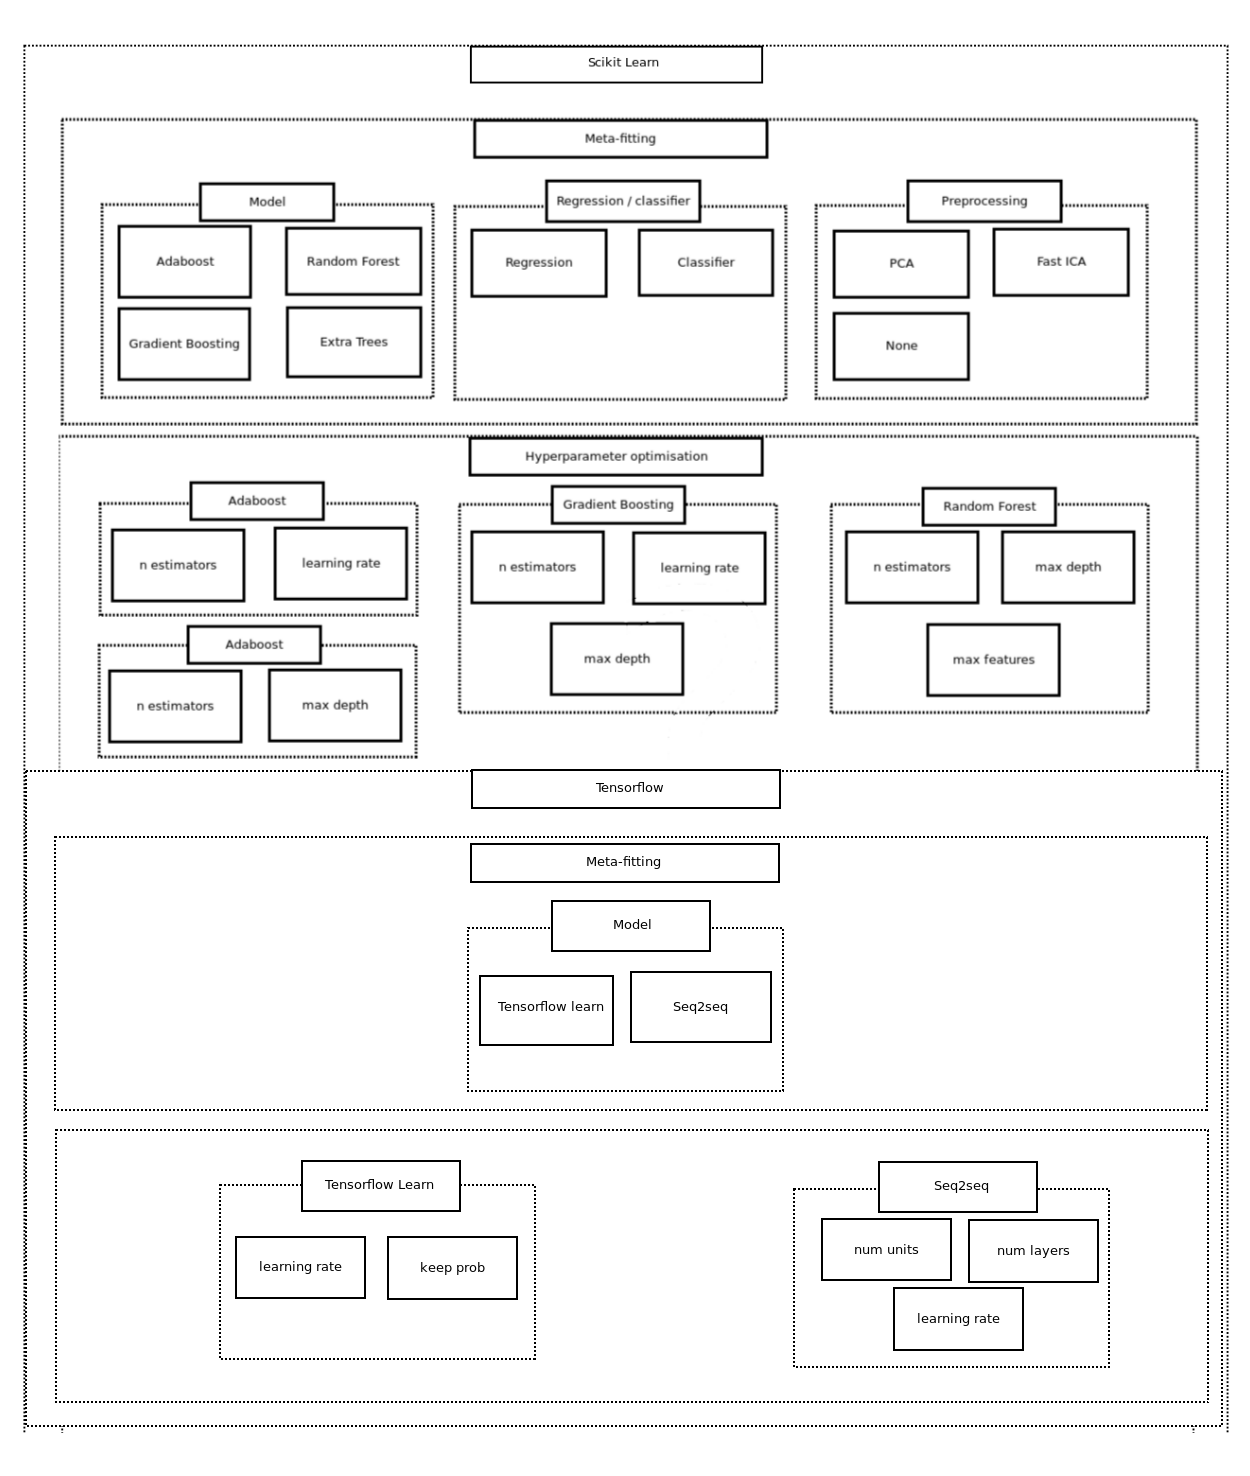 Scikit Learn
Meta-fitting
Model
Adaboost
Random Forest
Gradient Boosting
Extra Trees
Regression / classifier
Regression
Classifier
Preprocessing
PCA
Fast ICA
None
Hyperparameter optimisation
Adaboost
n estimators
learning rate
Adaboost
n estimators
max depth
Gradient Boosting
n estimators
learning rate
max depth
Random Forest
n estimators
max depth
max features
Tensorflow
Meta-fitting
Model
Tensorflow learn
Seq2seq
Tensorflow Learn
learning rate
keep prob
Seq2seq
num units
num layers
learning rate